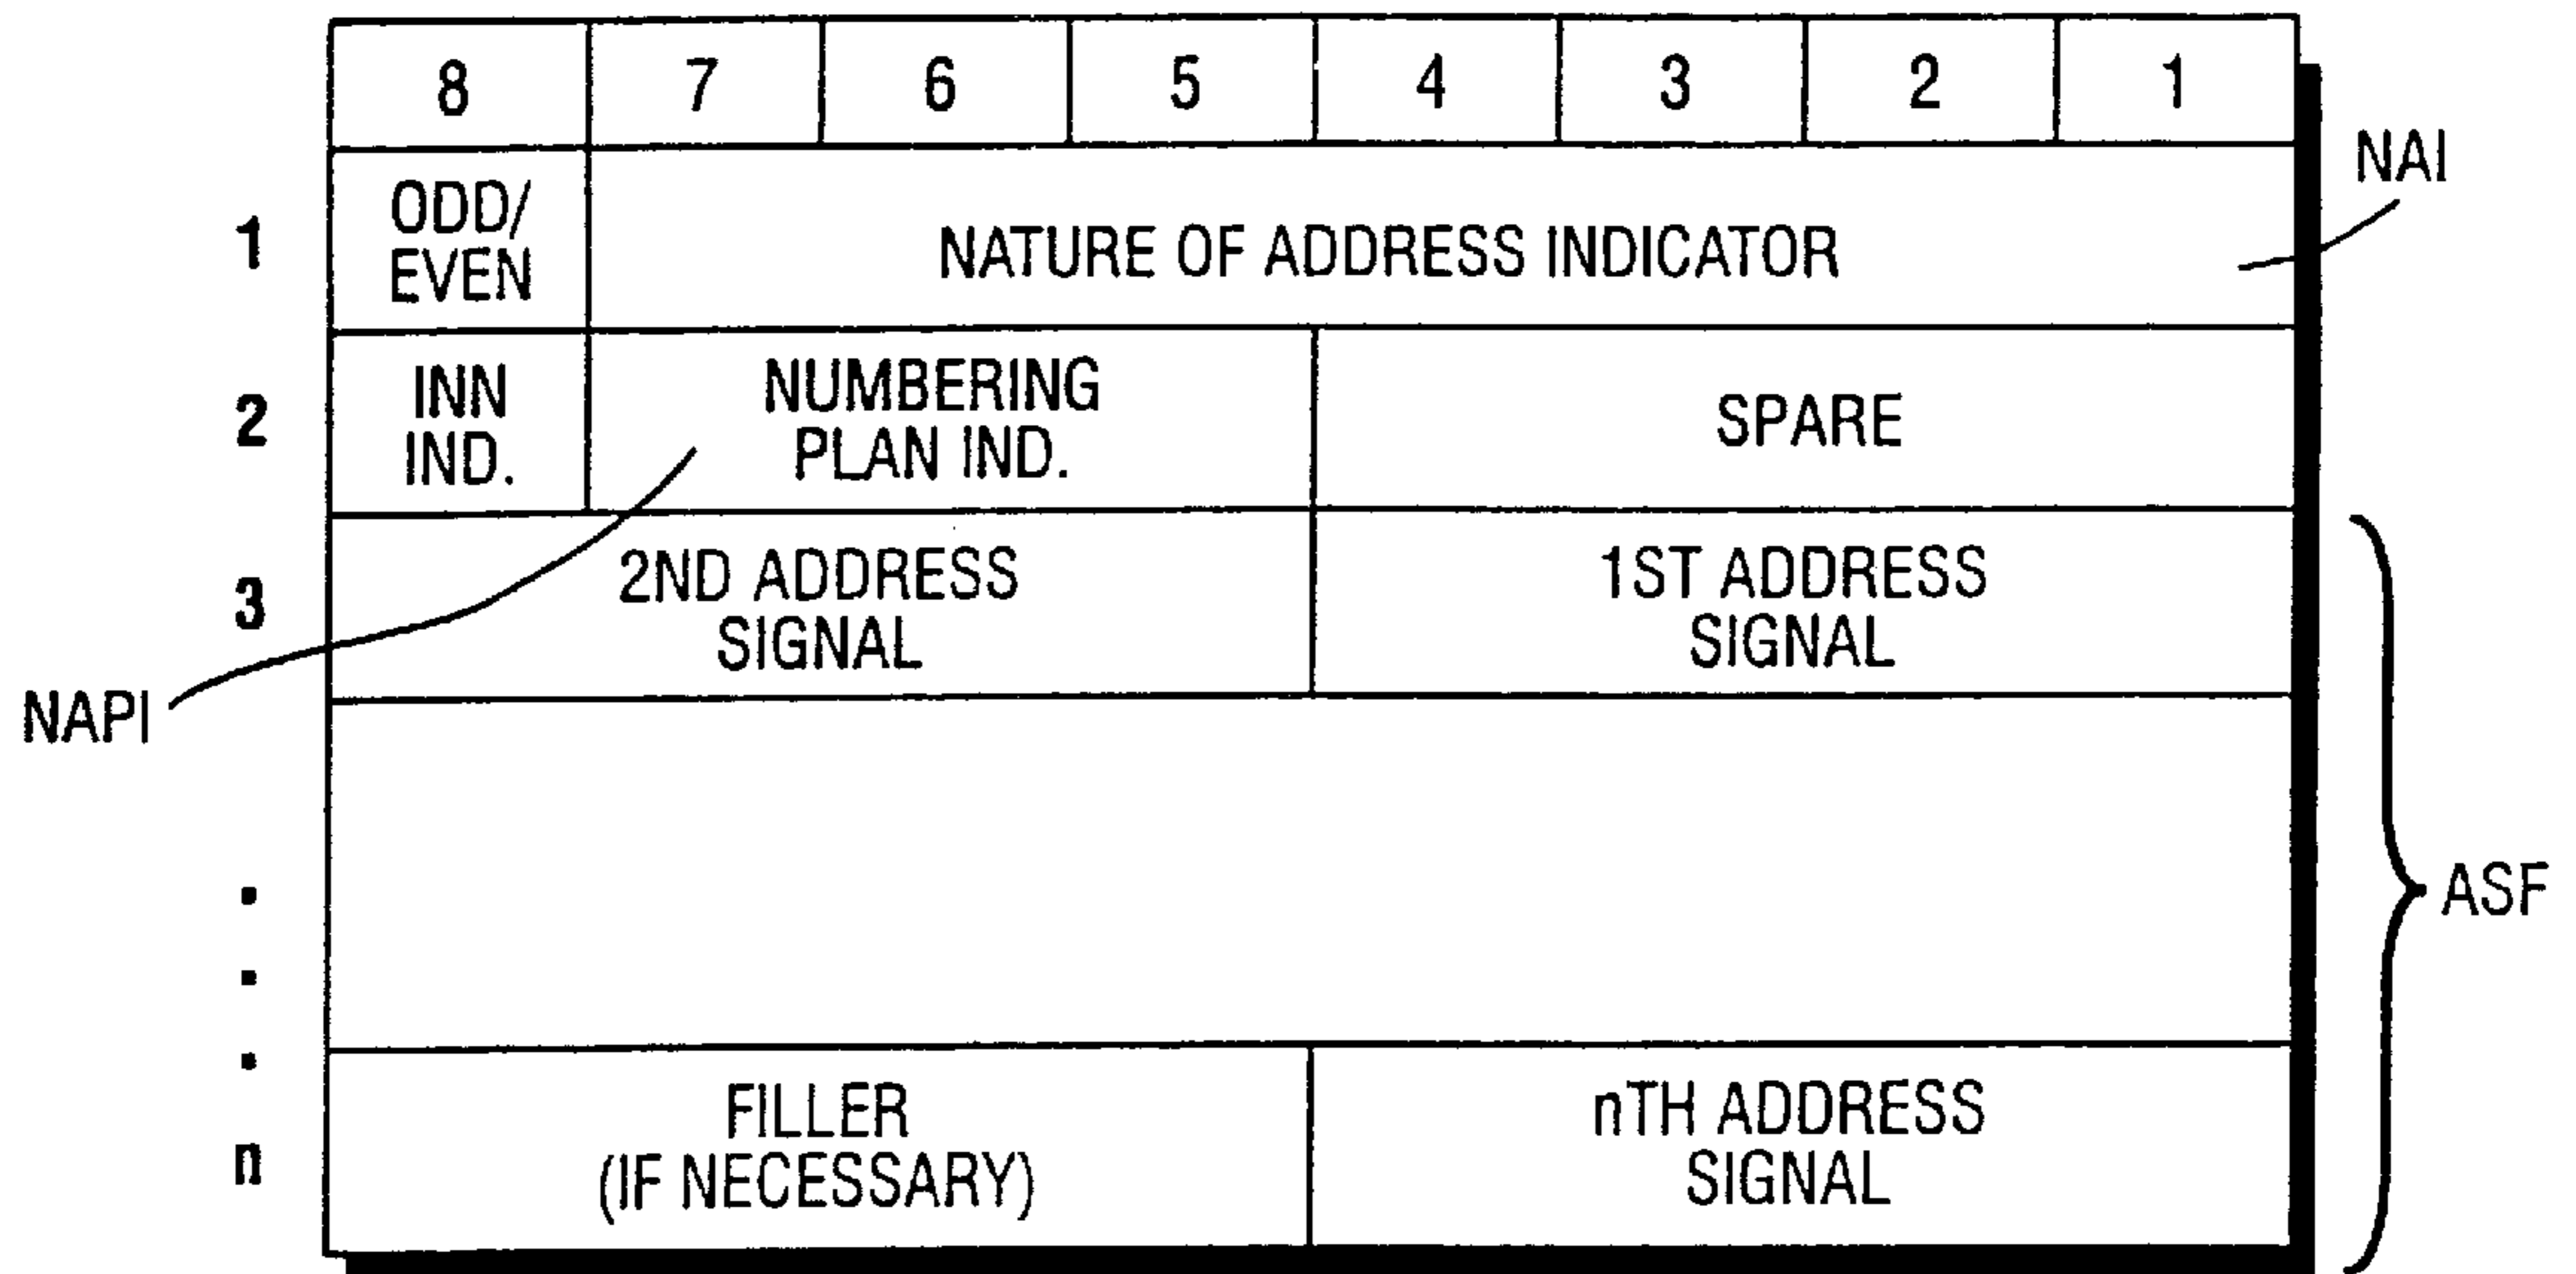 8 7 6 5 4 3 2 1
NAI
1
ODD/
EVEN
NATURE OF ADDRESS INDICATOR
2
INN
IND.
NUMBERING
PLAN IND.
SPARE
3
2ND ADDRESS
SIGNAL
1ST ADDRESS
SIGNAL
NAPI
ASF
n
FILLER
(IF NECESSARY)
nTH ADDRESS
SIGNAL